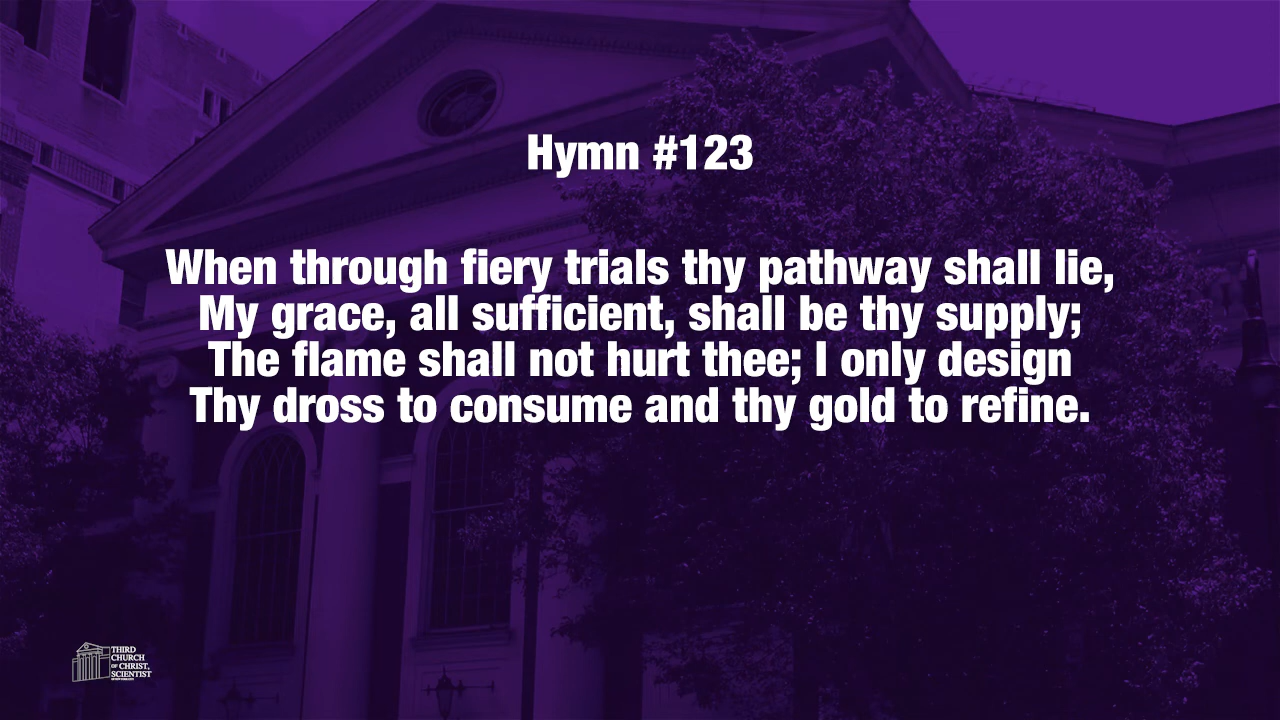 Hymn #123
When through fiery trials thy pathway shall lie,
My grace, all sufficient, shall be thy supply;
The flame shall not hurt thee; I only design
Thy dross to consume and thy gold to refine.
THIRD
CHURCH
OF CHRIST,
SCIENTIST